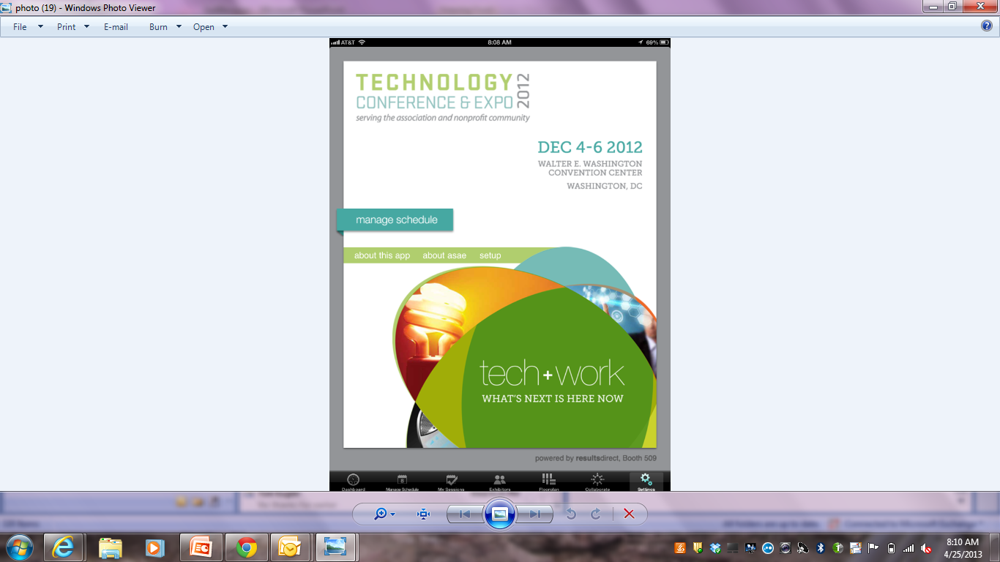 photo (19) - Windows Photo Viewer
File
Print
E-mail
Burn
Open
AT&T
8:08 AM
69%
TECHNOLOGY
CONFERENCE & EXPO
2012
serving the association and nonprofit community
DEC 4-6 2012
WALTER E. WASHINGTON
CONVENTION CENTER
WASHINGTON, DC
manage schedule
about this app about asae setup
tech+work
WHAT'S NEXT IS HERE NOW
powered by resultsdirect, Booth 509
Dashboard
Manage Schedule
My Sessions
Exhibitors
Floorplan
Collaborate
Settings
8:10 AM
4/25/2013